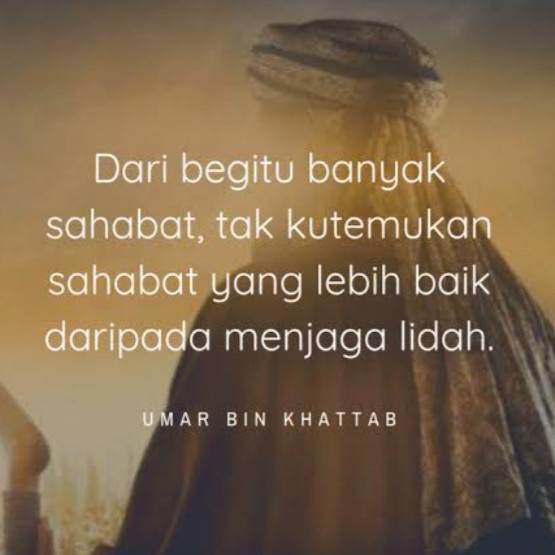 Dari begitu banyak
sahabat, tak kutemukan
sahabat yang lebih baik
daripada menjaga lidah.
UMAR BIN KHATTAB